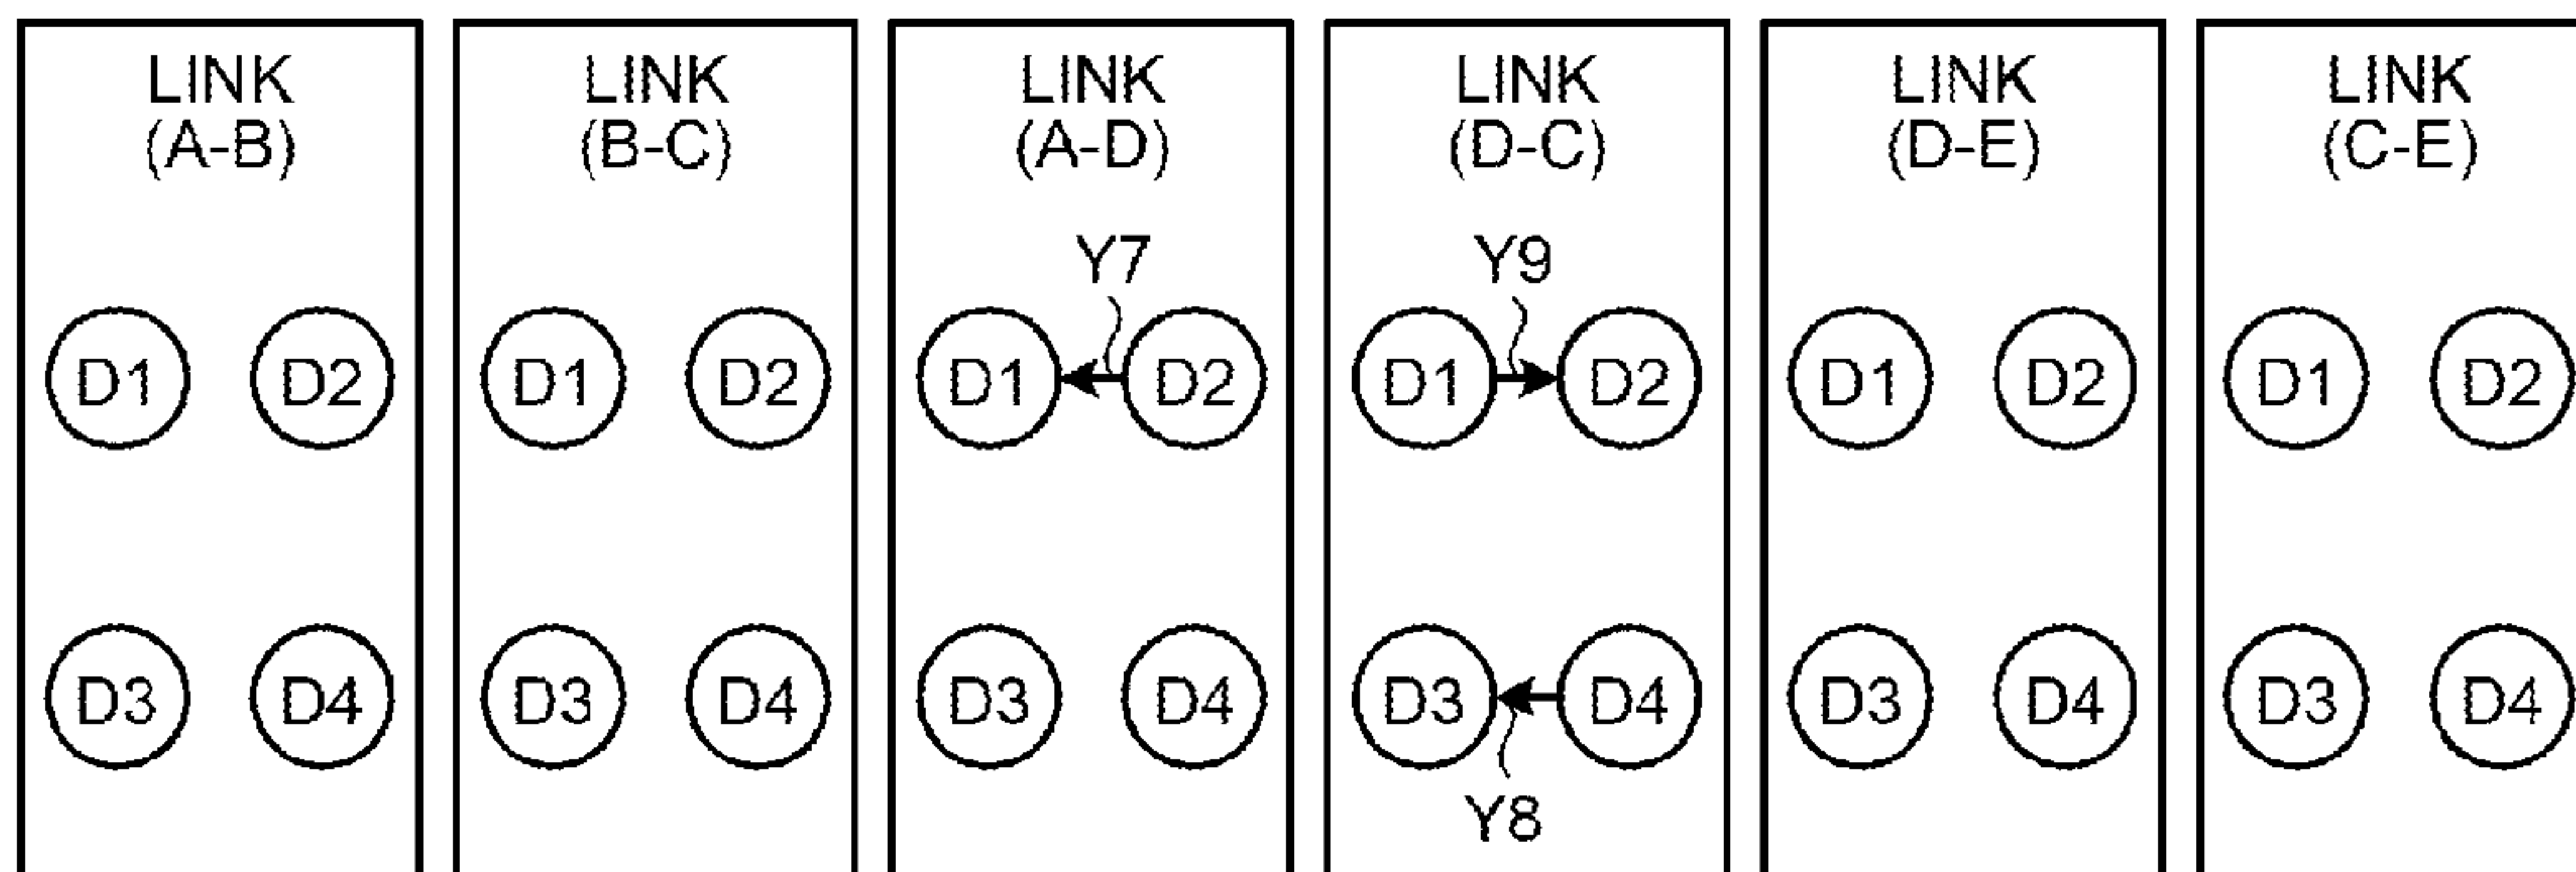 LINK
(A-B)
LINK
(B-C)
LINK
(A-D)
LINK
(D-C)
LINK
(D-E)
LINK
(C-E)
Y7
Y9
D1 D2 D1 D2 D1 D2 D1 D2 D1 D2 D1 D2
D3 D4 D3 D4 D3 D4 D3 D4 D3 D4 D3 D4
Y8